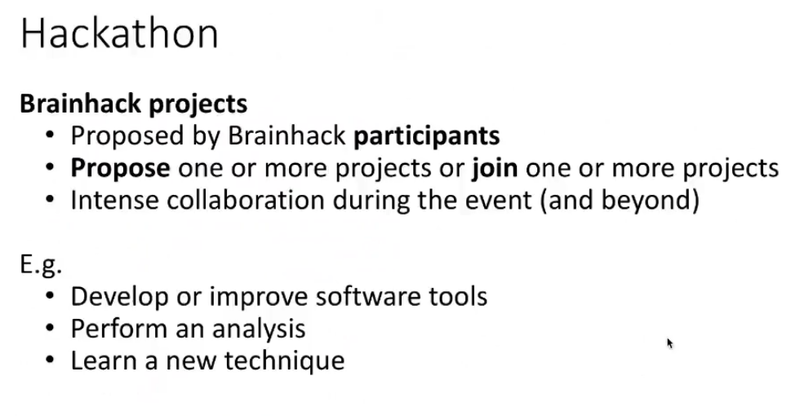 Hackathon
Brainhack projects
• Proposed by Brainhack participants
• Propose one or more projects or join one or more projects
• Intense collaboration during the event (and beyond)
E.g.
• Develop or improve software tools
• Perform an analysis
• Learn a new technique